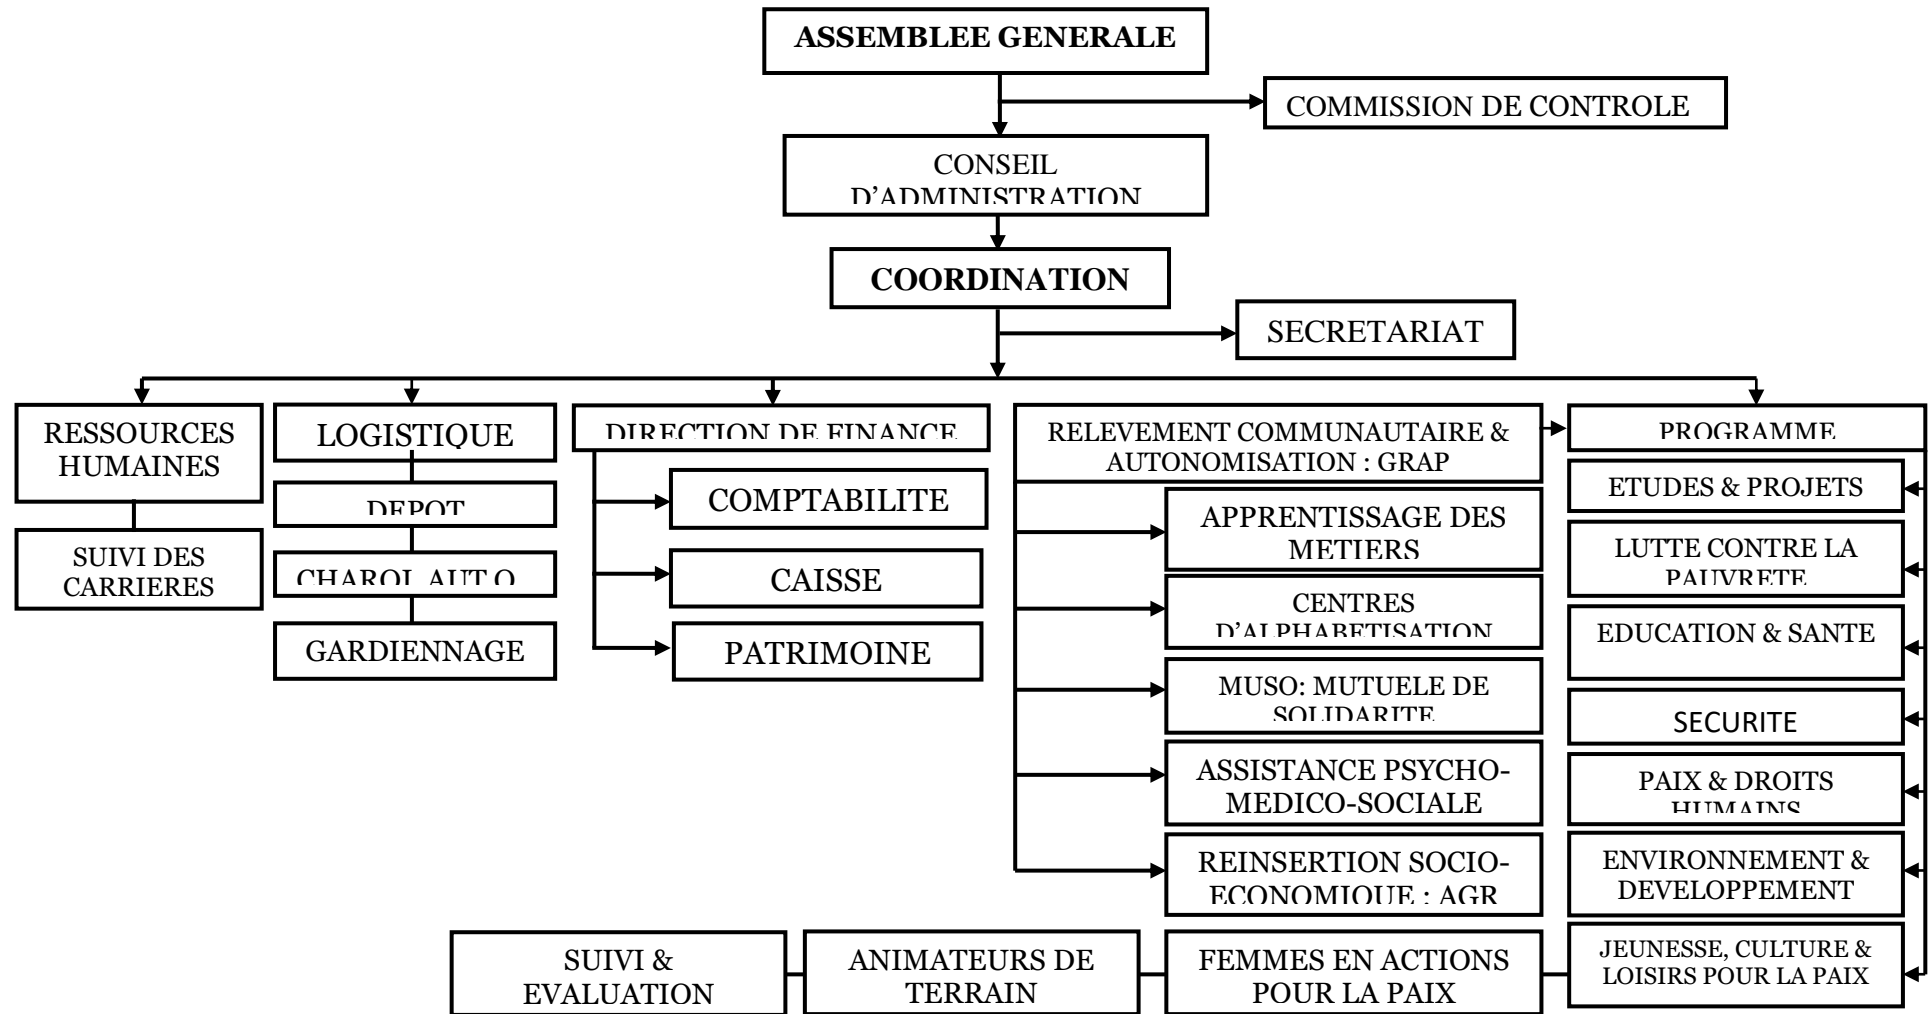 ASSEMBLEE GENERALE
COMMISSION DE CONTROLE
CONSEIL
D'ADMINISTRATION
COORDINATION
SECRETARIAT
RESSOURCES
HUMAINES
SUIVI DES
CARRIERES
LOGISTIQUE
DEPOT
GARDIENNAGE
DIRECTION DE FINANCE
COMPTABILITE
CAISSE
PATRIMOINE
RELEVEMENT COMMUNAUTAIRE &
AUTONOMISATION : GRAP
APPRENTISSAGE DES
METIERS
CENTRES
D'ALPHABETISATION
MUSO: MUTUELE DE
SOLIDARITE
ASSISTANCE PSYCHO-
MEDICO-SOCIALE
REINSERTION SOCIO-
ECONOMIQUE : AGR
PROGRAMME
ETUDES & PROJETS
LUTTE CONTRE LA
PAUVRETE
EDUCATION & SANTE
SÉCURITE
PAIX & DROITS
HUMAINS
ENVIRONNEMENT &
DEVELOPPEMENT
JEUNESSE, CULTURE &
LOISIRS POUR LA PAIX
FEMMES EN ACTIONS
POUR LA PAIX
ANIMATEURS DE
TERRAIN
SUIVI &
EVALUATION